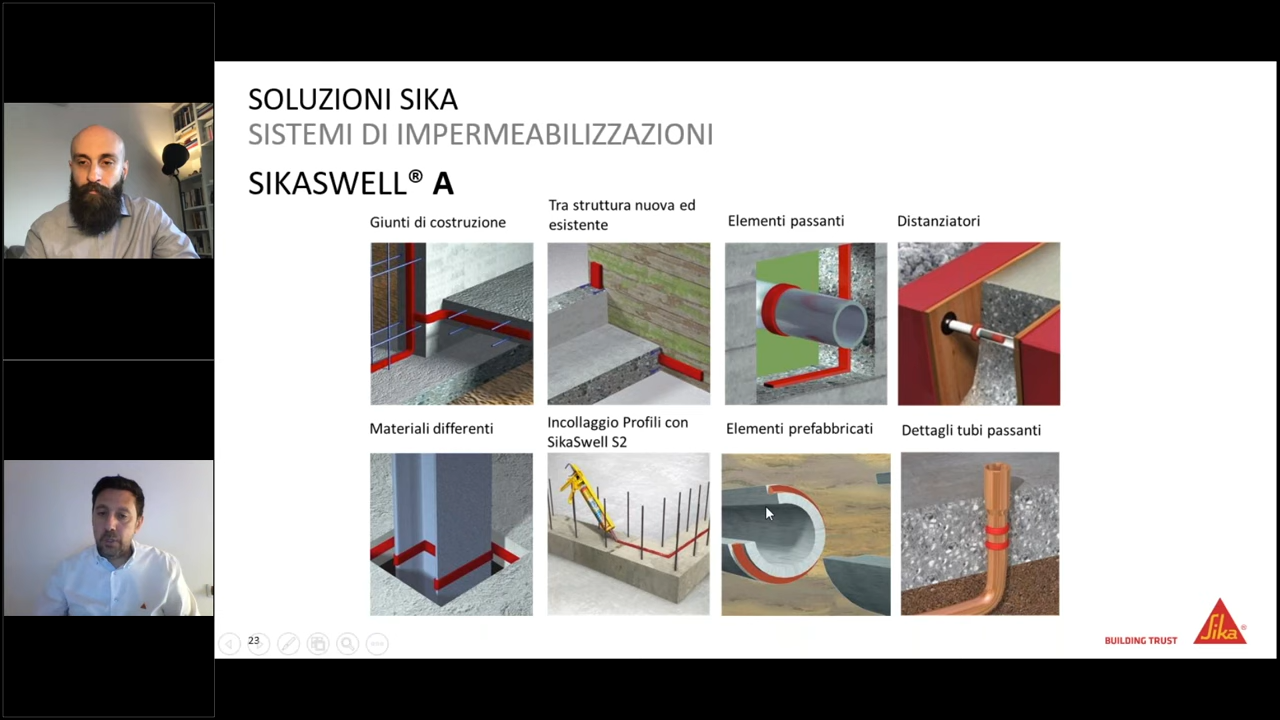 SOLUZIONI SIKA
SISTEMI DI IMPERMEABILIZZAZIONI
SIKASWELL® A
Giunti di costruzione
Tra struttura nuova ed
esistente
Elementi passanti
Distanziatori
Materiali differenti
Incollaggio Profili con
SikaSwell S2
Elementi prefabbricati
Dettagli tubi passanti
23
BUILDING TRUST
Sika®